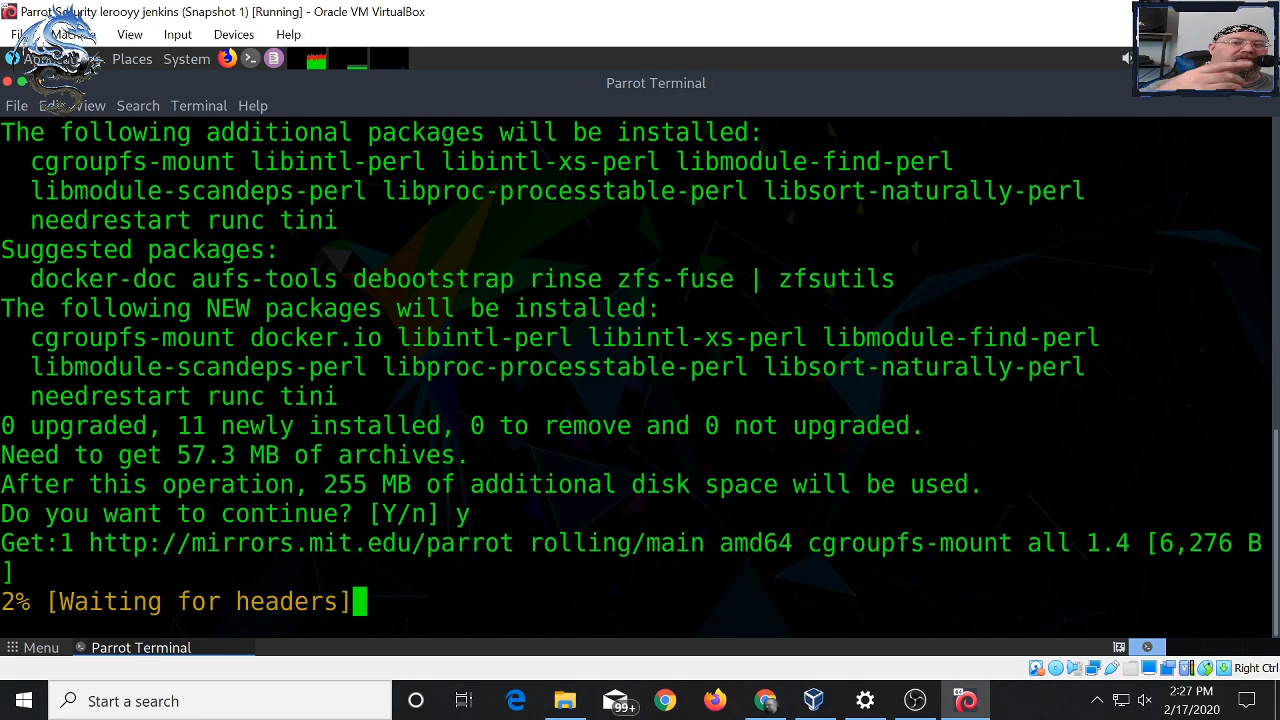 Parrot Security lerooyy jenkins (Snapshot 1) [Running] - Oracle VM VirtualBox
View Input Devices Help
Places System
Parrot Terminal
File Edit View Search Terminal Help
The following additional packages will be installed:
cgroupfs-mount libintl-perl libintl-xs-perl libmodule-find-perl
libmodule-scandeps-perl libproc-processtable-perl libsort-naturally-perl
needrestart runc tini
Suggested packages:
docker-doc aufs-tools debootstrap rinse zfs-fuse | zfsutils
The following NEW packages will be installed:
cgroupfs-mount docker.io libintl-perl libintl-xs-perl libmodule-find-perl
libmodule-scandeps-perl libproc-processtable-perl libsort-naturally-perl
needrestart runc tini
0 upgraded, 11 newly installed, 0 to remove and 0 not upgraded.
Need to get 57.3 MB of archives.
After this operation, 255 MB of additional disk space will be used.
Do you want to continue? [Y/n] y
Get:1 http://mirrors.mit.edu/parrot rolling/main amd64 cgroupfs-mount all 1.4 [6,276 B
]
2% [Waiting for headers]
Menu Parrot Terminal
Right Ctrl
Start a search
99+
2:27 PM
2/17/2020